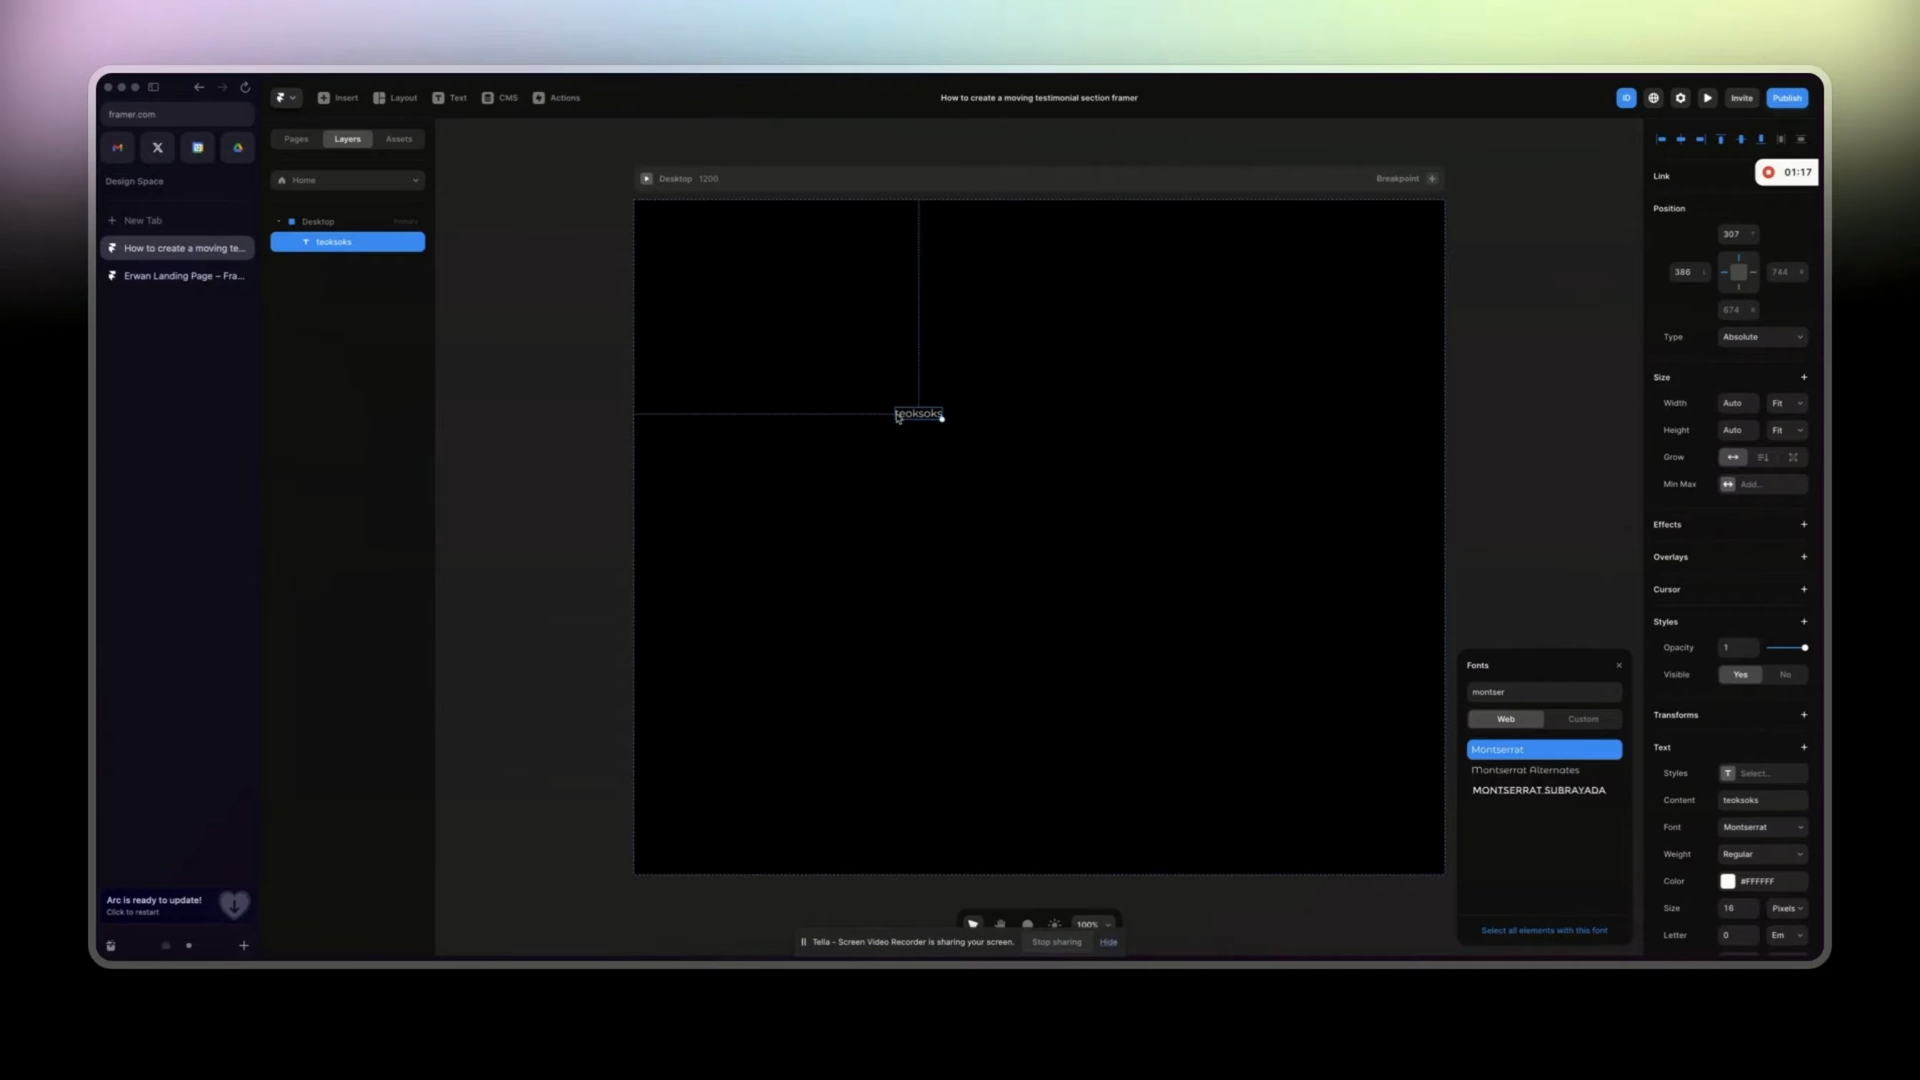 Insert
Layout
Text
CMS
Actions
How to create a moving testimonial section framer
Invite
Publish
framer.com
Pages
Layers
Assets
Design Space
Home
New Tab
How to create a moving te...
Erwan Landing Page – Fra...
Desktop
Primary
teoksoks
Desktop 1200
Breakpoint
teoksoks
Link
01:17
Position
307
386
744
674
Type
Absolute
Size
Width
Auto
Fit
Height
Auto
Fit
Grow
Min Max
Add...
Effects
Overlays
Cursor
Styles
Opacity
1
Visible
Yes
No
Transforms
Text
Styles
Select...
Content
teoksoks
Font
Montserrat
Weight
Regular
Color
#FFFFFF
Size
16
Pixels
Letter
0
Em
Fonts
montser
Web
Custom
Montserrat
Montserrat Alternates
MONTSERRAT SUBRAYADA
Select all elements with this font
Arc is ready to update!
Click to restart
100%
Tella - Screen Video Recorder is sharing your screen.
Stop sharing
Hide